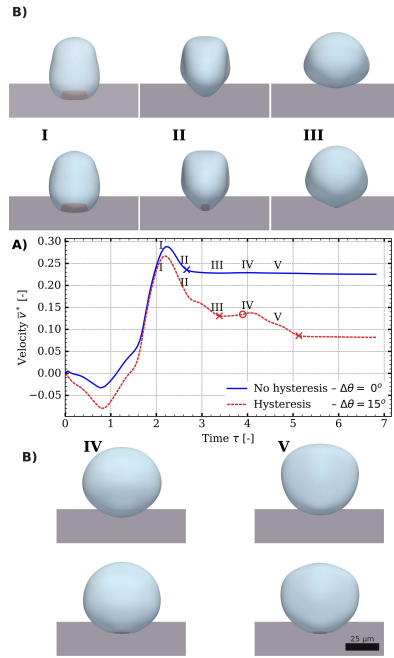 B)
I II III
A)
Velocity v̄* [-]
0.30
0.25
0.20
0.15
0.10
0.05
0.00
−0.05
I II III IV V
I II III IV V
No hysteresis – Δθ = 0°
Hysteresis – Δθ = 15°
0 1 2 3 4 5 6 7
Time τ [-]
IV V
B)
25 μm